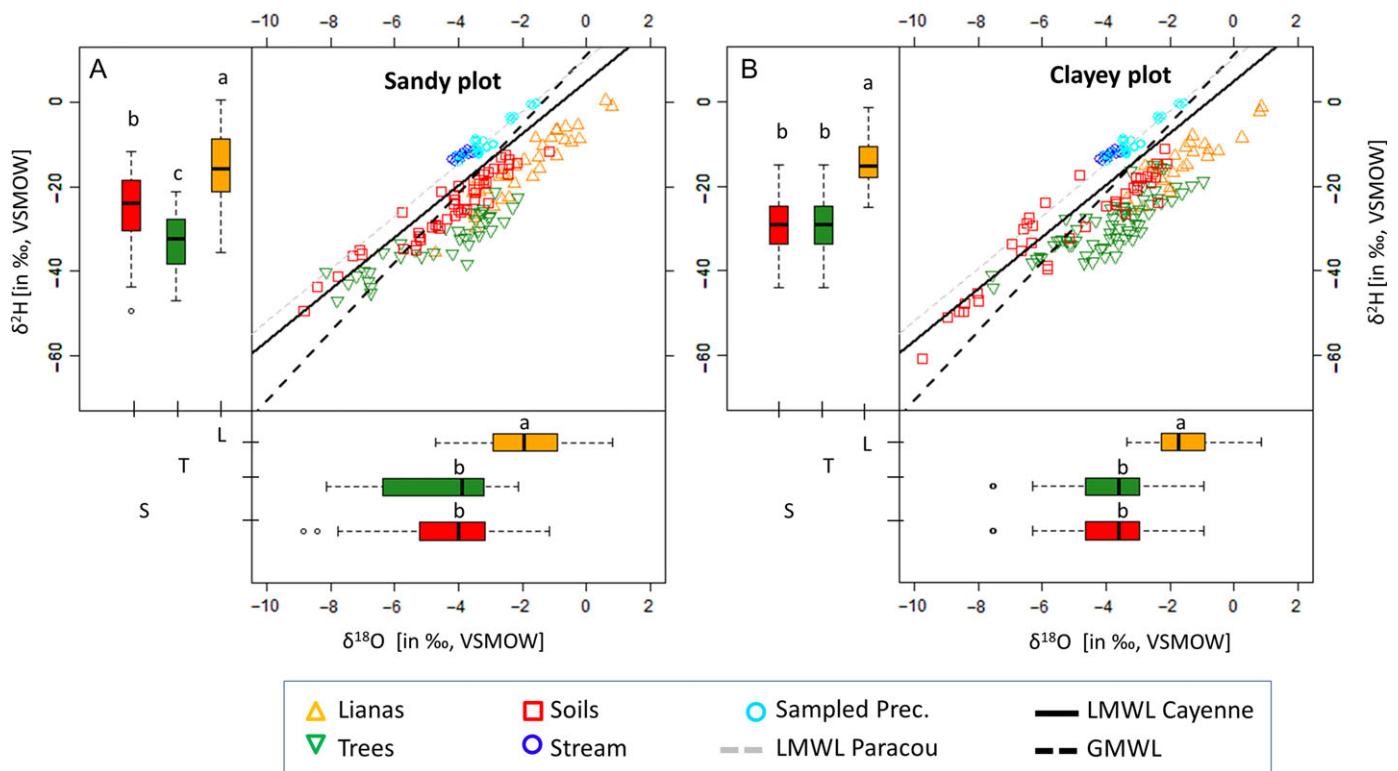 −10 −8 −6 −4 −2 0 2 −10 −8 −6 −4 −2 0 2
A Sandy plot B Clayey plot
a a
b b b
c
0 −20 −40 −60
δ²H [in ‰, VSMOW]
0 −20 −40 −60
0 −20 −40 −60
δ²H [in ‰, VSMOW]
L a L a
T b T b
S b S b
−10 −8 −6 −4 −2 0 2 −10 −8 −6 −4 −2 0 2
δ¹⁸O [in ‰, VSMOW] δ¹⁸O [in ‰, VSMOW]
Lianas Soils Sampled Prec. LMWL Cayenne
Trees Stream LMWL Paracou GMWL